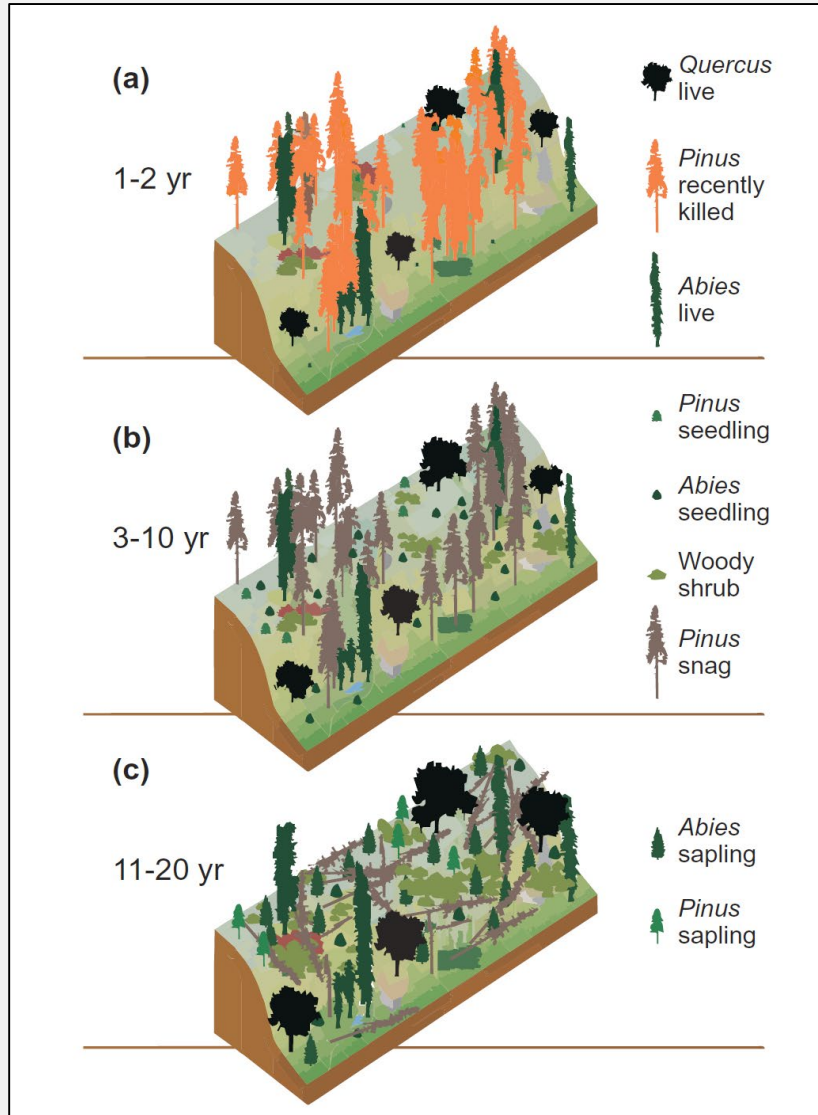 (a)
1-2 yr
Quercus
live
Pinus
recently
killed
Abies
live
(b)
3-10 yr
Pinus
seedling
Abies
seedling
Woody
shrub
Pinus
snag
(c)
11-20 yr
Abies
sapling
Pinus
sapling